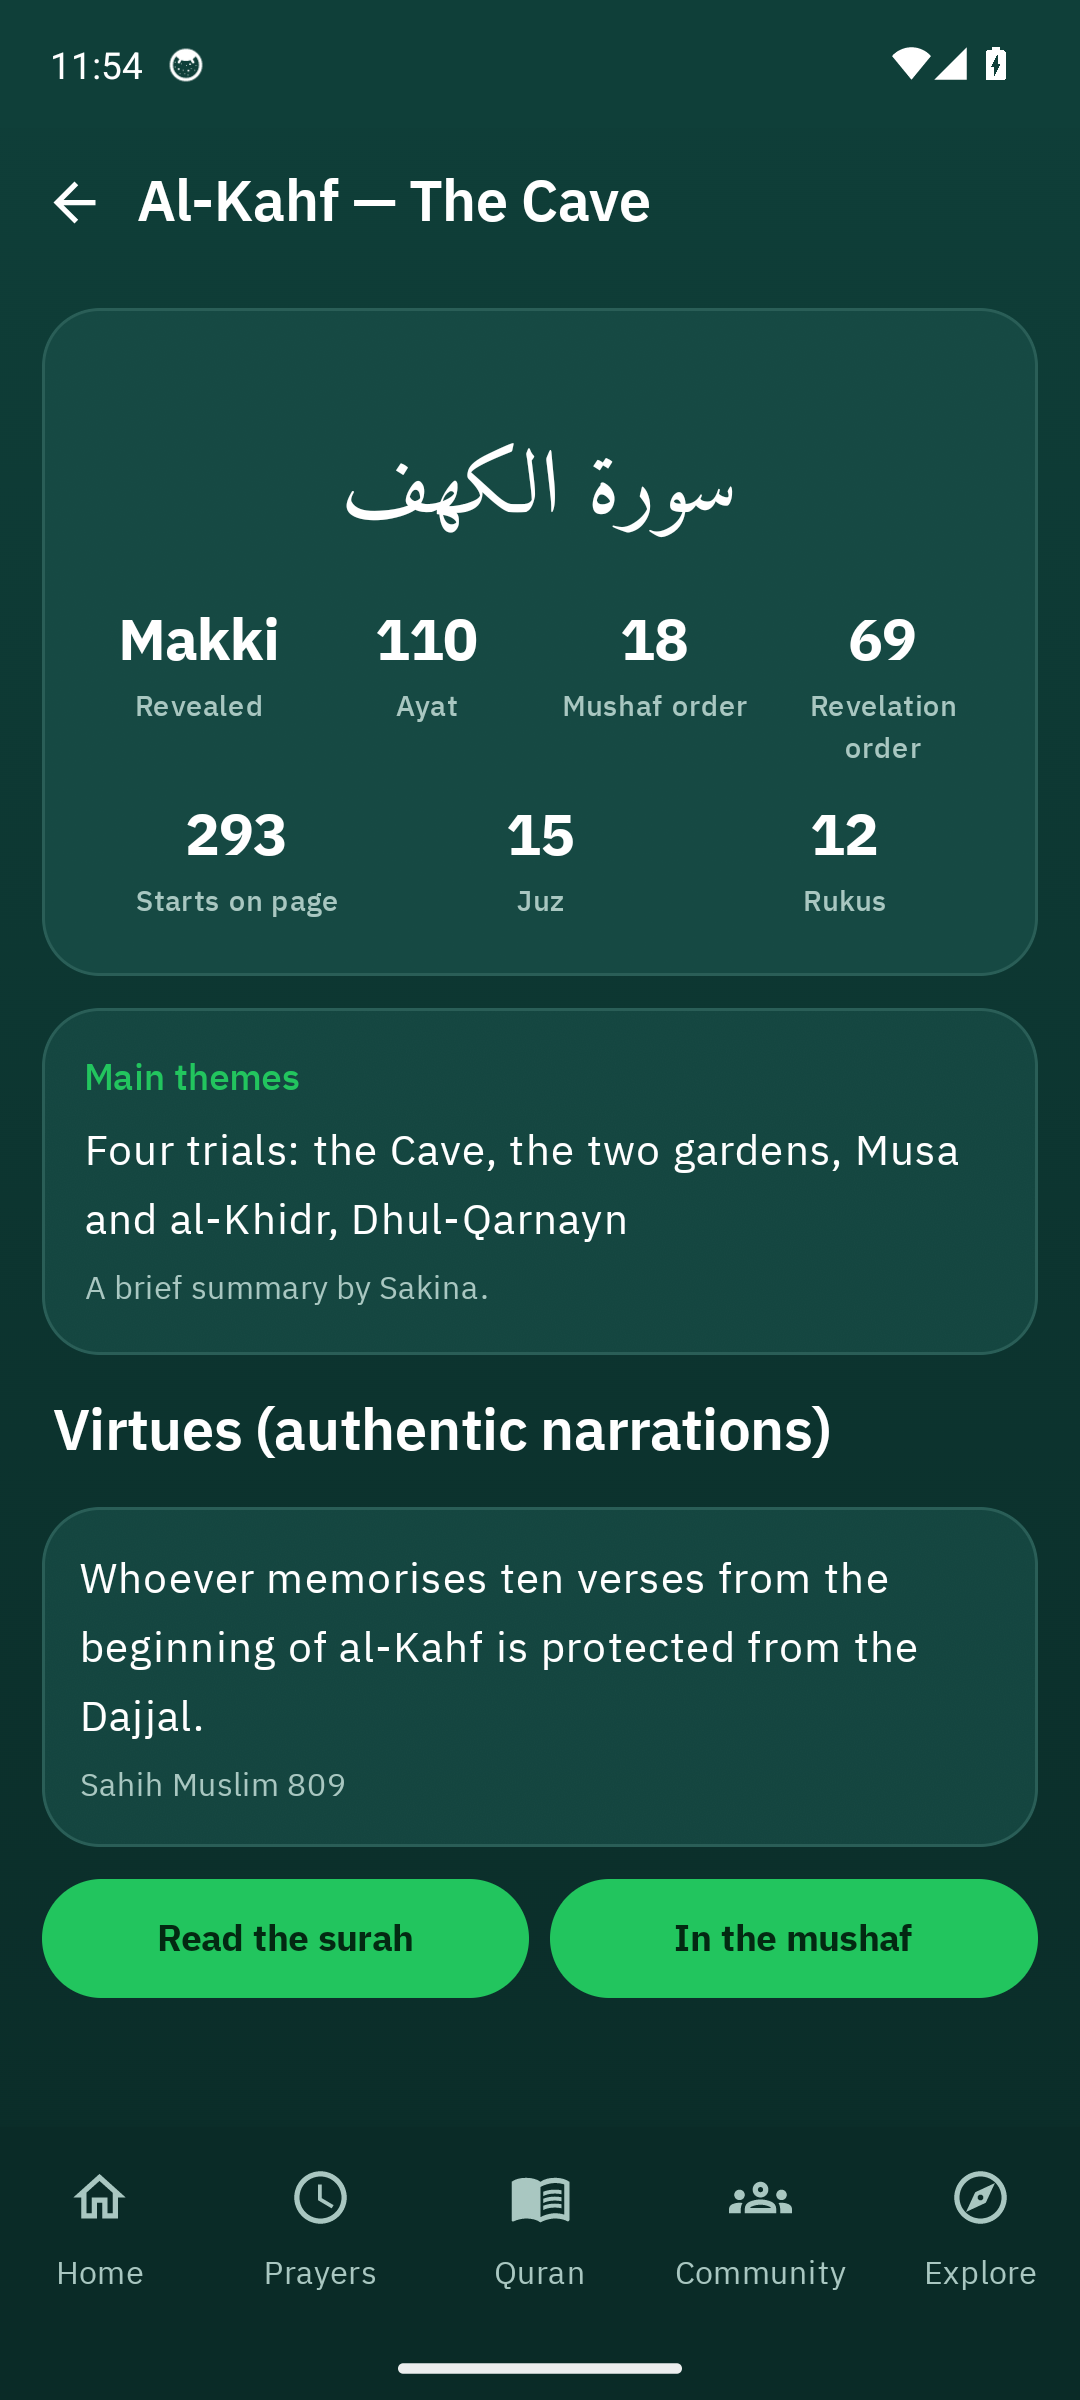 11:54
Al-Kahf — The Cave
سورة الكهف
Makki 110 18 69
Revealed Ayat Mushaf order Revelation order
293 15 12
Starts on page Juz Rukus
Main themes
Four trials: the Cave, the two gardens, Musa
and al-Khidr, Dhul-Qarnayn
A brief summary by Sakina.
Virtues (authentic narrations)
Whoever memorises ten verses from the
beginning of al-Kahf is protected from the
Dajjal.
Sahih Muslim 809
Read the surah In the mushaf
Home Prayers Quran Community Explore